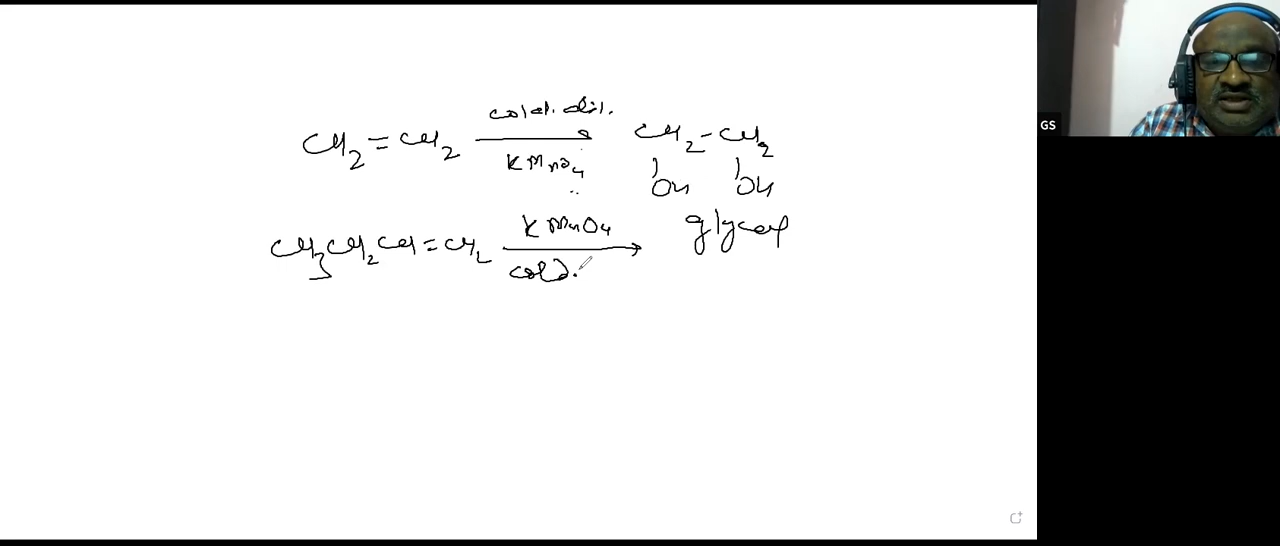 cold. dil.
CH2=CH2 → CH2-CH2
KMnO4 OH OH
KMnO4 glycol
CH3CH2CH=CH2 →
cold.
GS